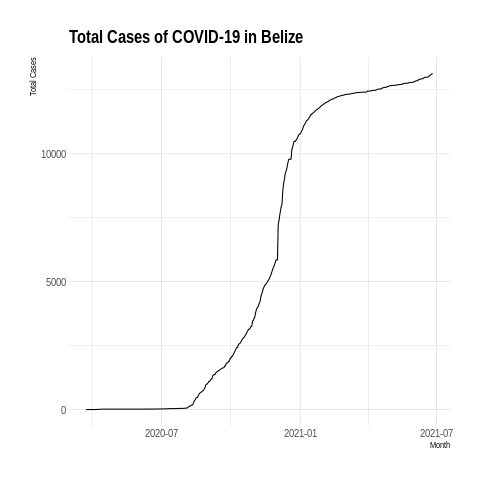 Total Cases of COVID-19 in Belize
Total Cases
10000
5000
0
2020-07
2021-01
2021-07
Month